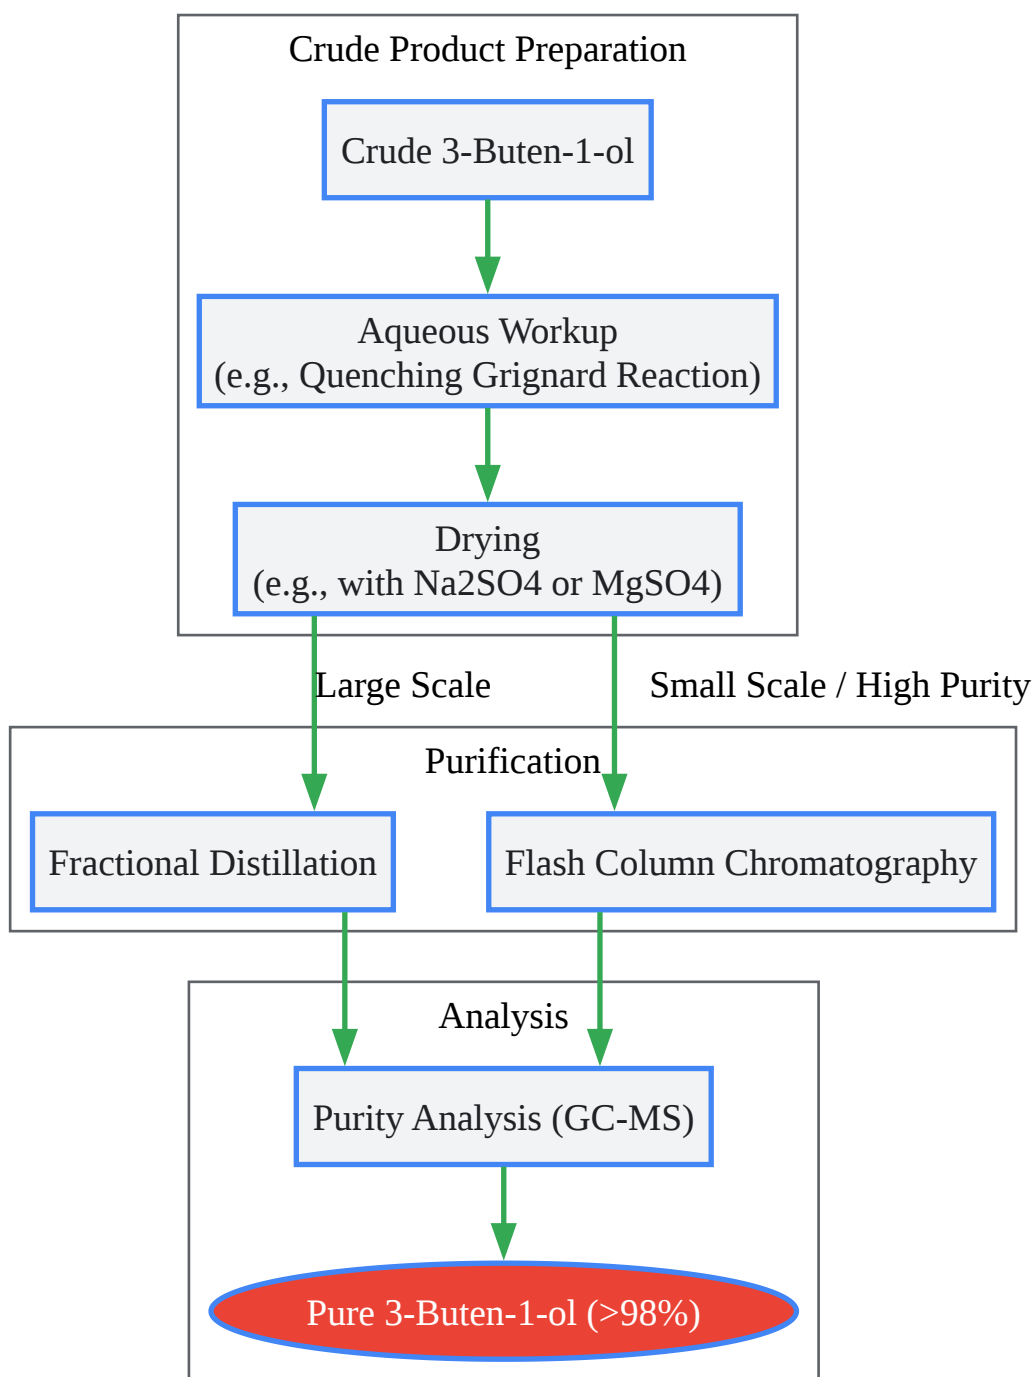 Crude Product Preparation
Crude 3-Buten-1-ol
Aqueous Workup
(e.g., Quenching Grignard Reaction)
Drying
(e.g., with Na2SO4 or MgSO4)
Large Scale
Small Scale / High Purity
Purification
Fractional Distillation
Flash Column Chromatography
Analysis
Purity Analysis (GC-MS)
Pure 3-Buten-1-ol (>98%)